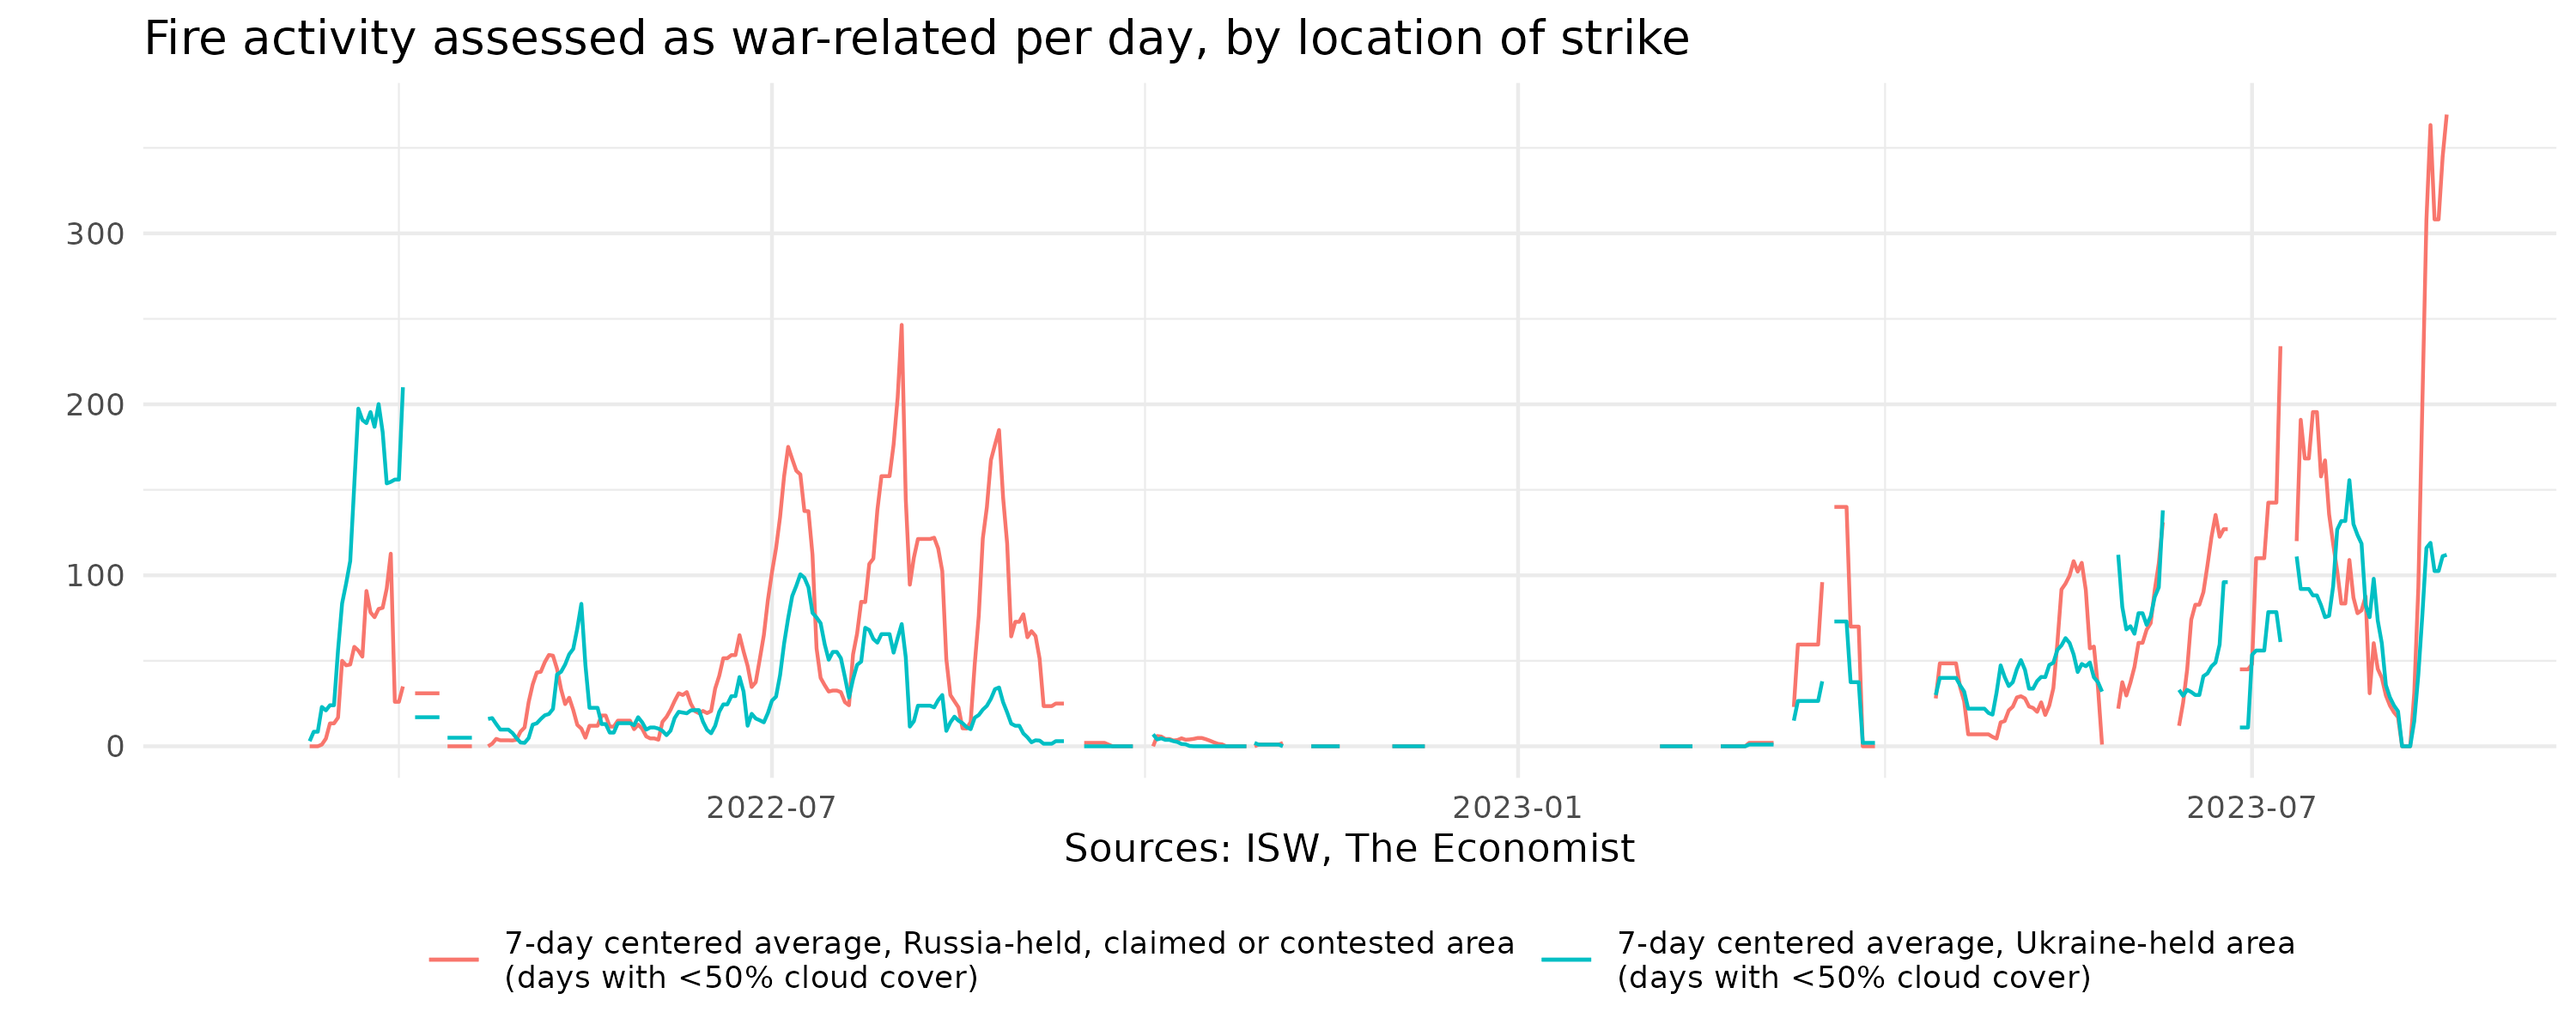 Fire activity assessed as war-related per day, by location of strike
300
200
100
0
2022-07
2023-01
2023-07
Sources: ISW, The Economist
7-day centered average, Russia-held, claimed or contested area
(days with <50% cloud cover)
7-day centered average, Ukraine-held area
(days with <50% cloud cover)